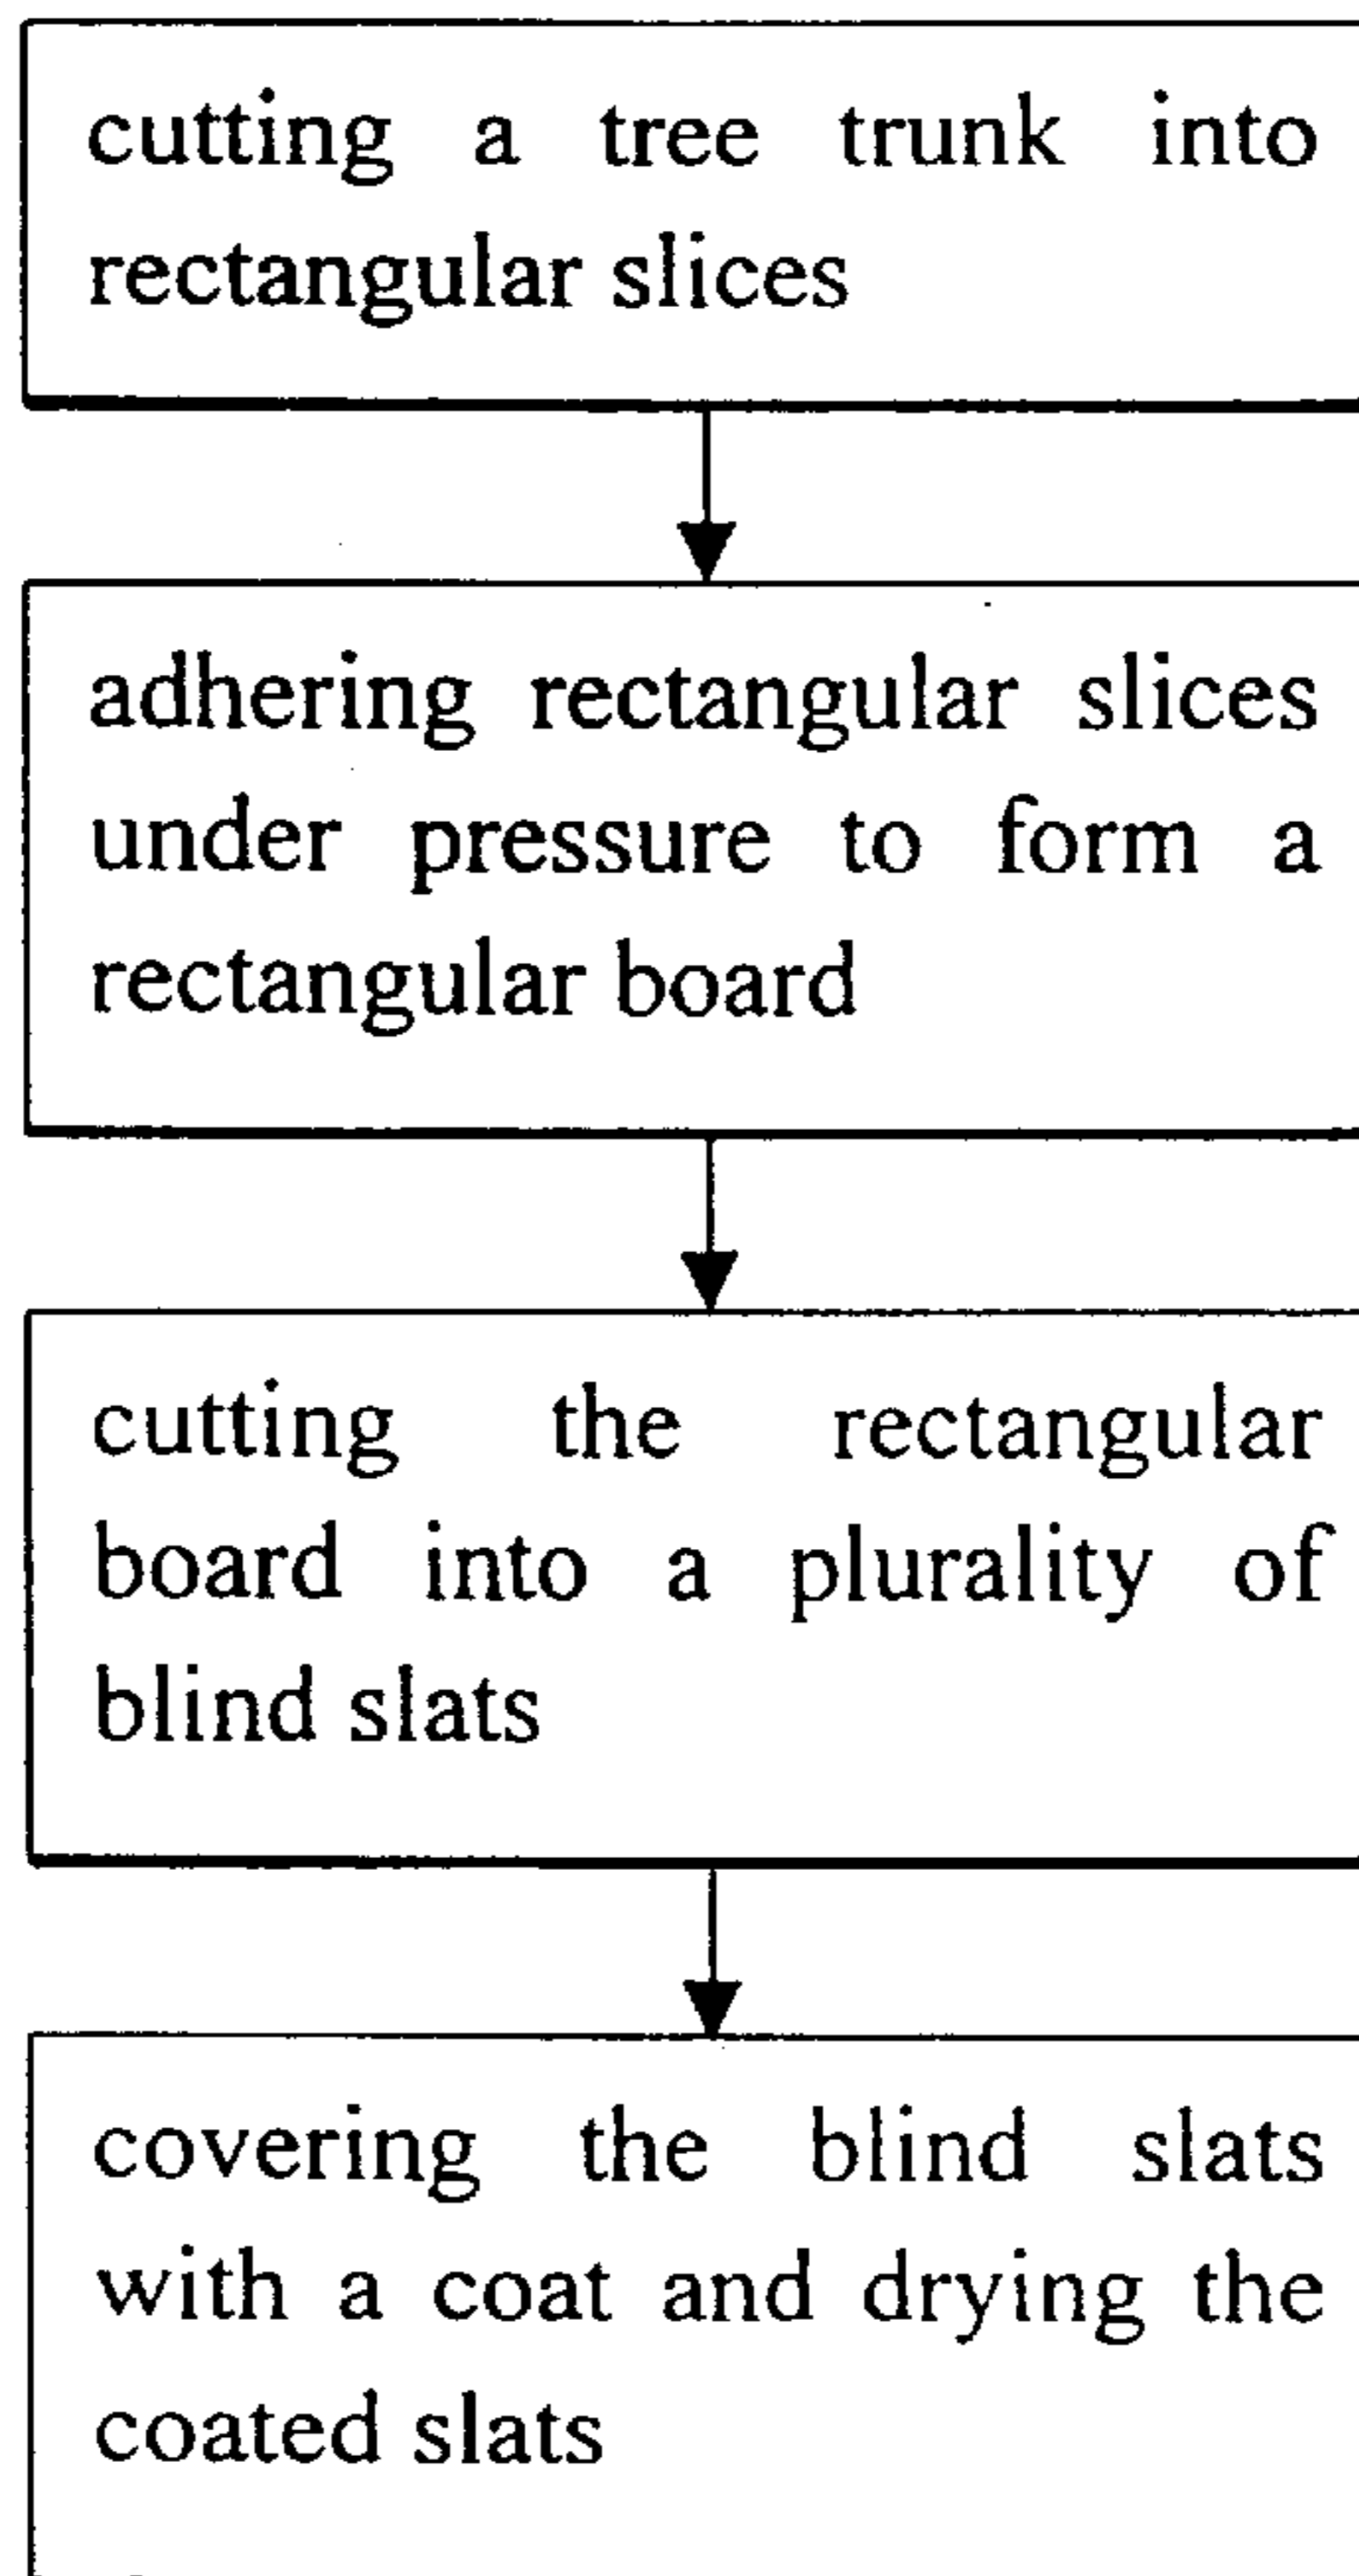 cutting a tree trunk into
rectangular slices
adhering rectangular slices
under pressure to form a
rectangular board
cutting the rectangular
board into a plurality of
blind slats
covering the blind slats
with a coat and drying the
coated slats